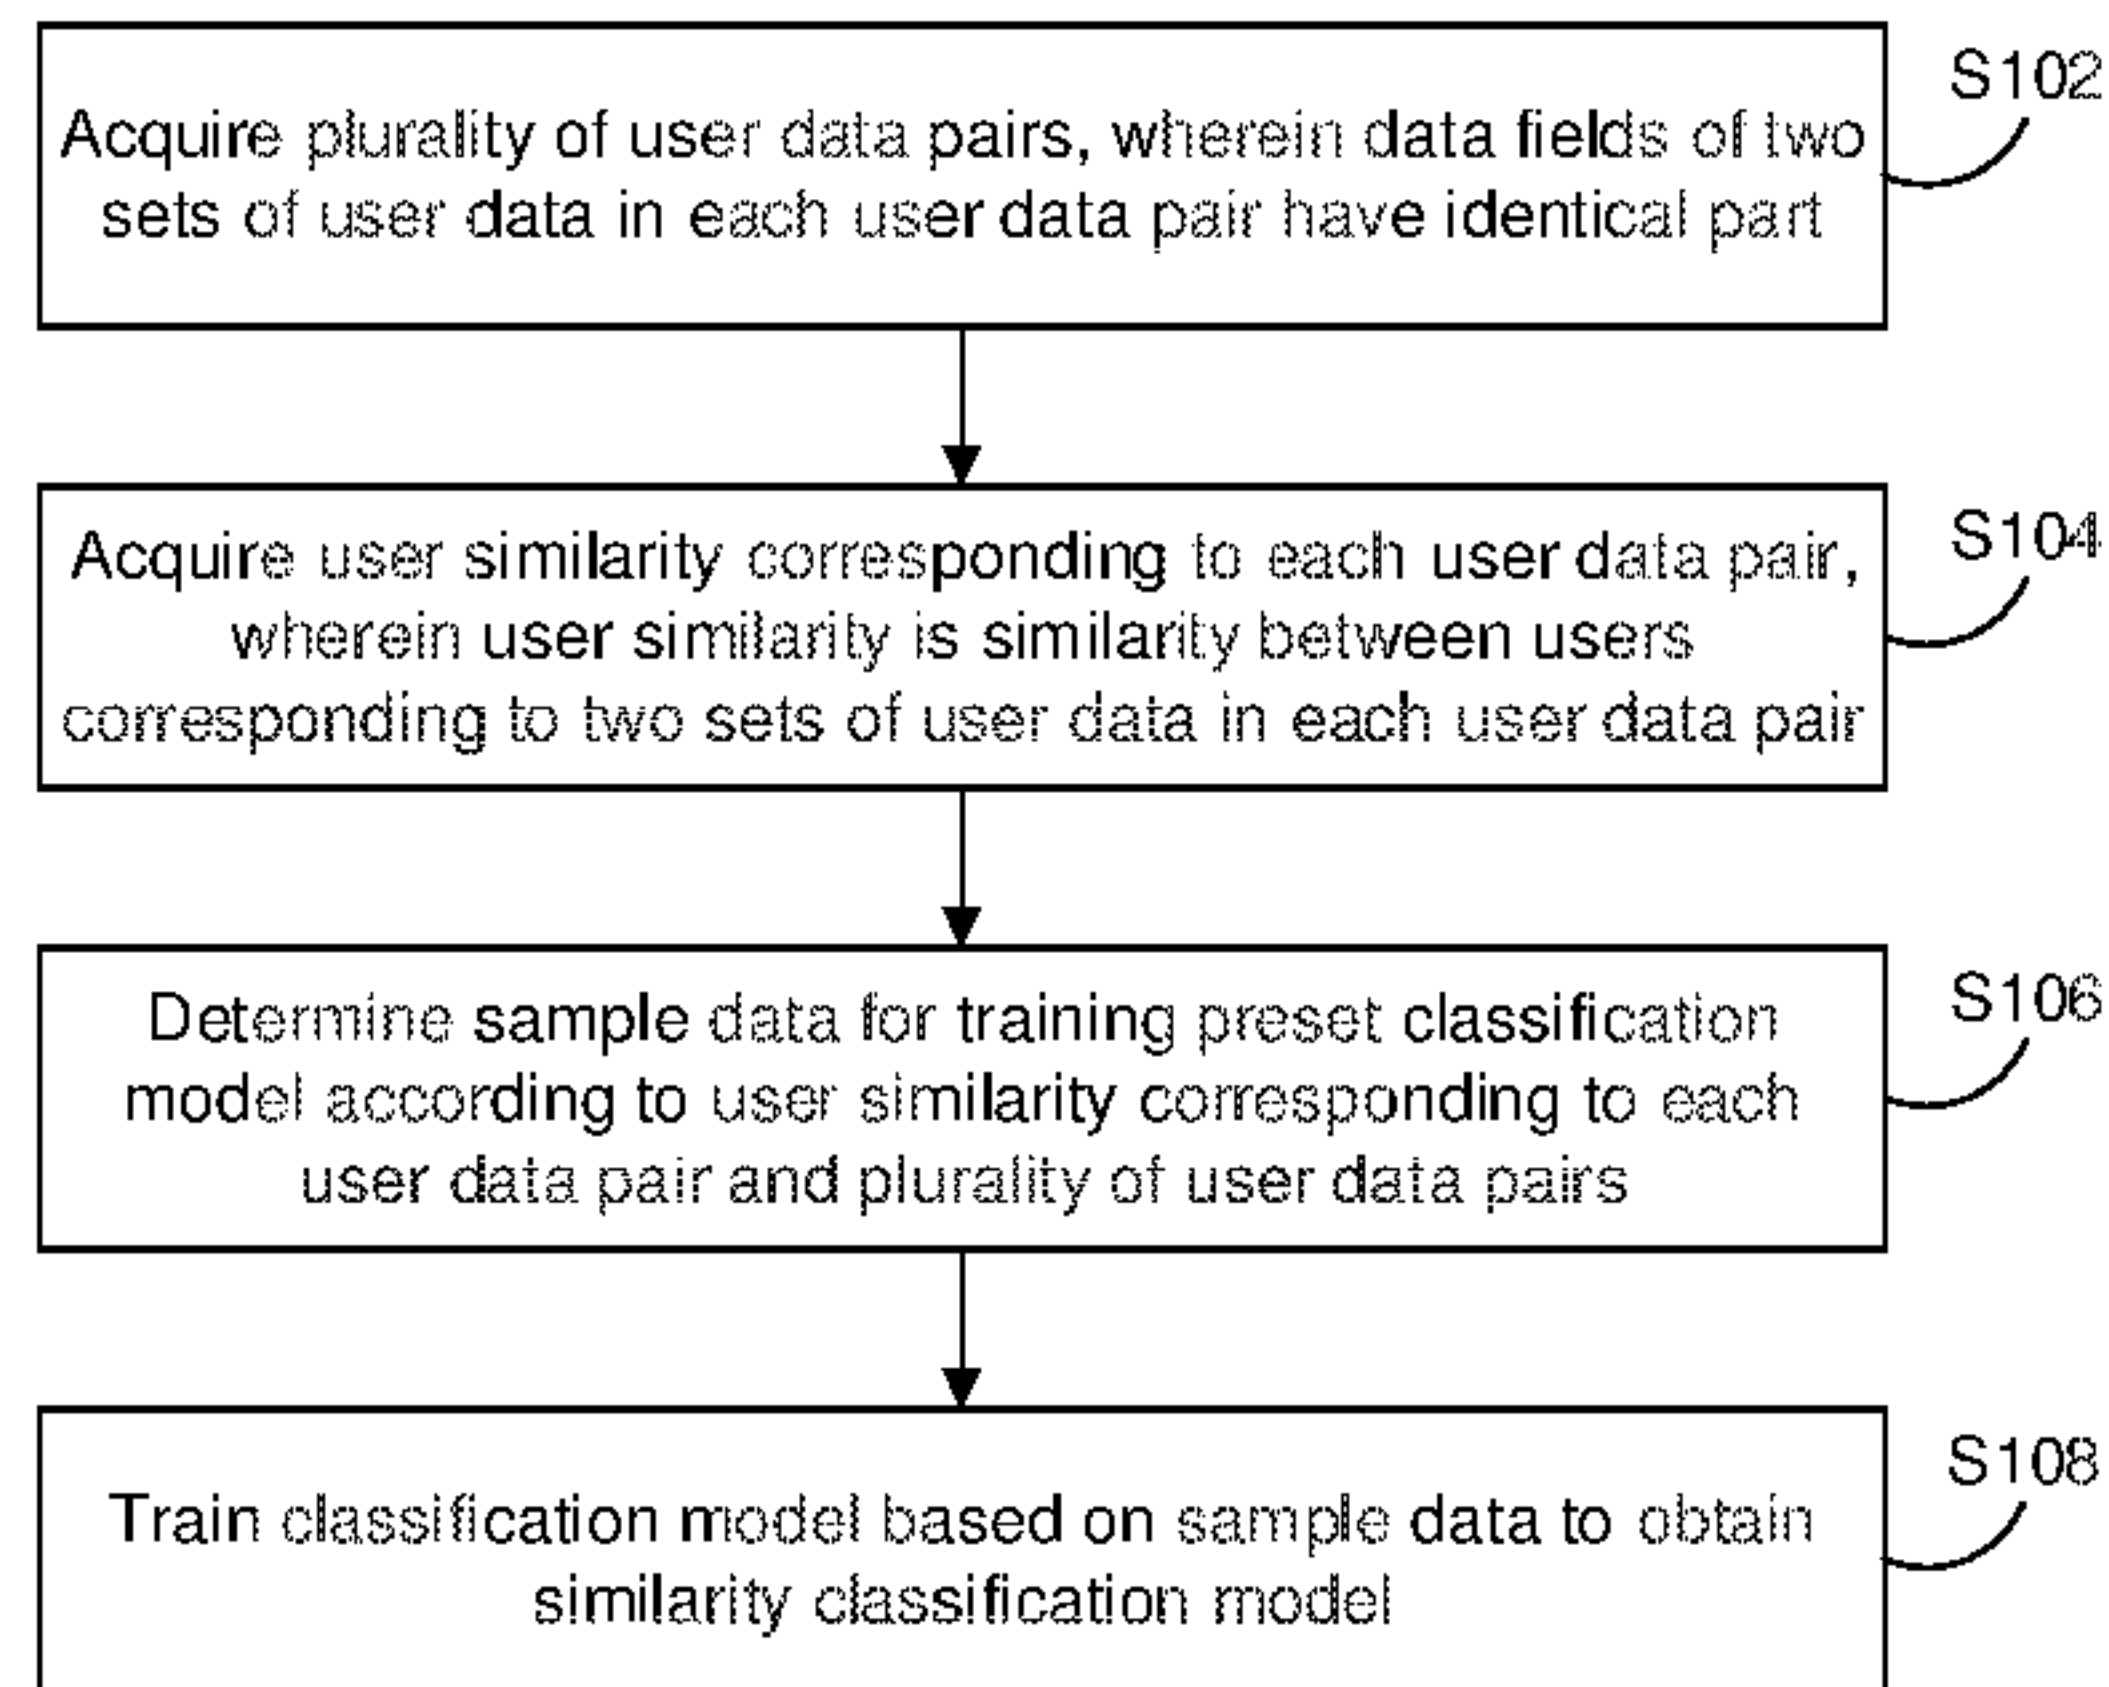 S102
Acquire plurality of user data pairs, wherein data fields of two
sets of user data in each user data pair have identical part
S104
Acquire user similarity corresponding to each user data pair,
wherein user similarity is similarity between users
corresponding to two sets of user data in each user data pair
S106
Determine sample data for training preset classification
model according to user similarity corresponding to each
user data pair and plurality of user data pairs
S108
Train classification model based on sample data to obtain
similarity classification model